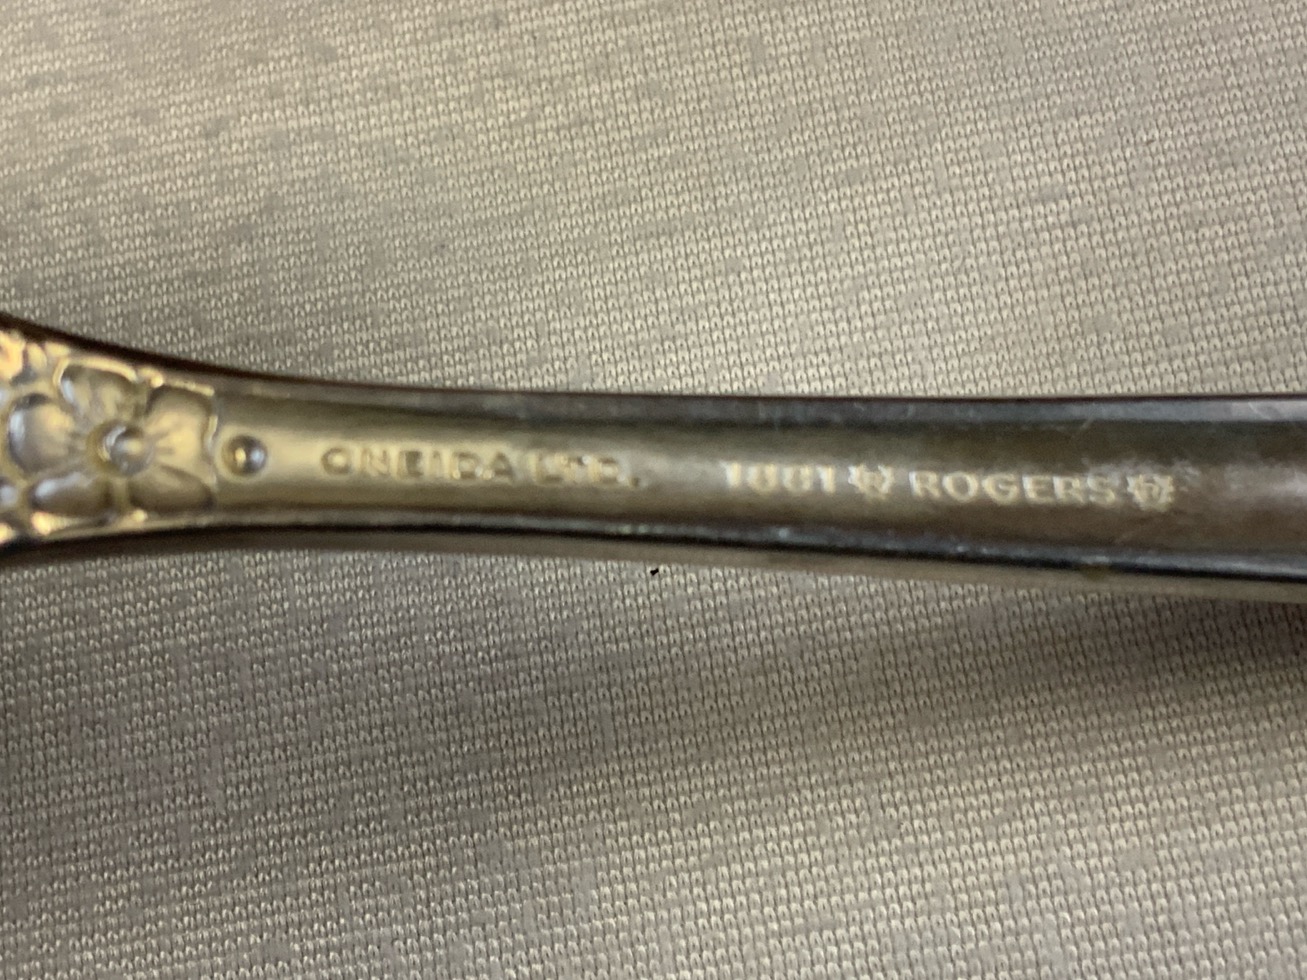 ONEIDA LTD. 1881 R ROGERS R